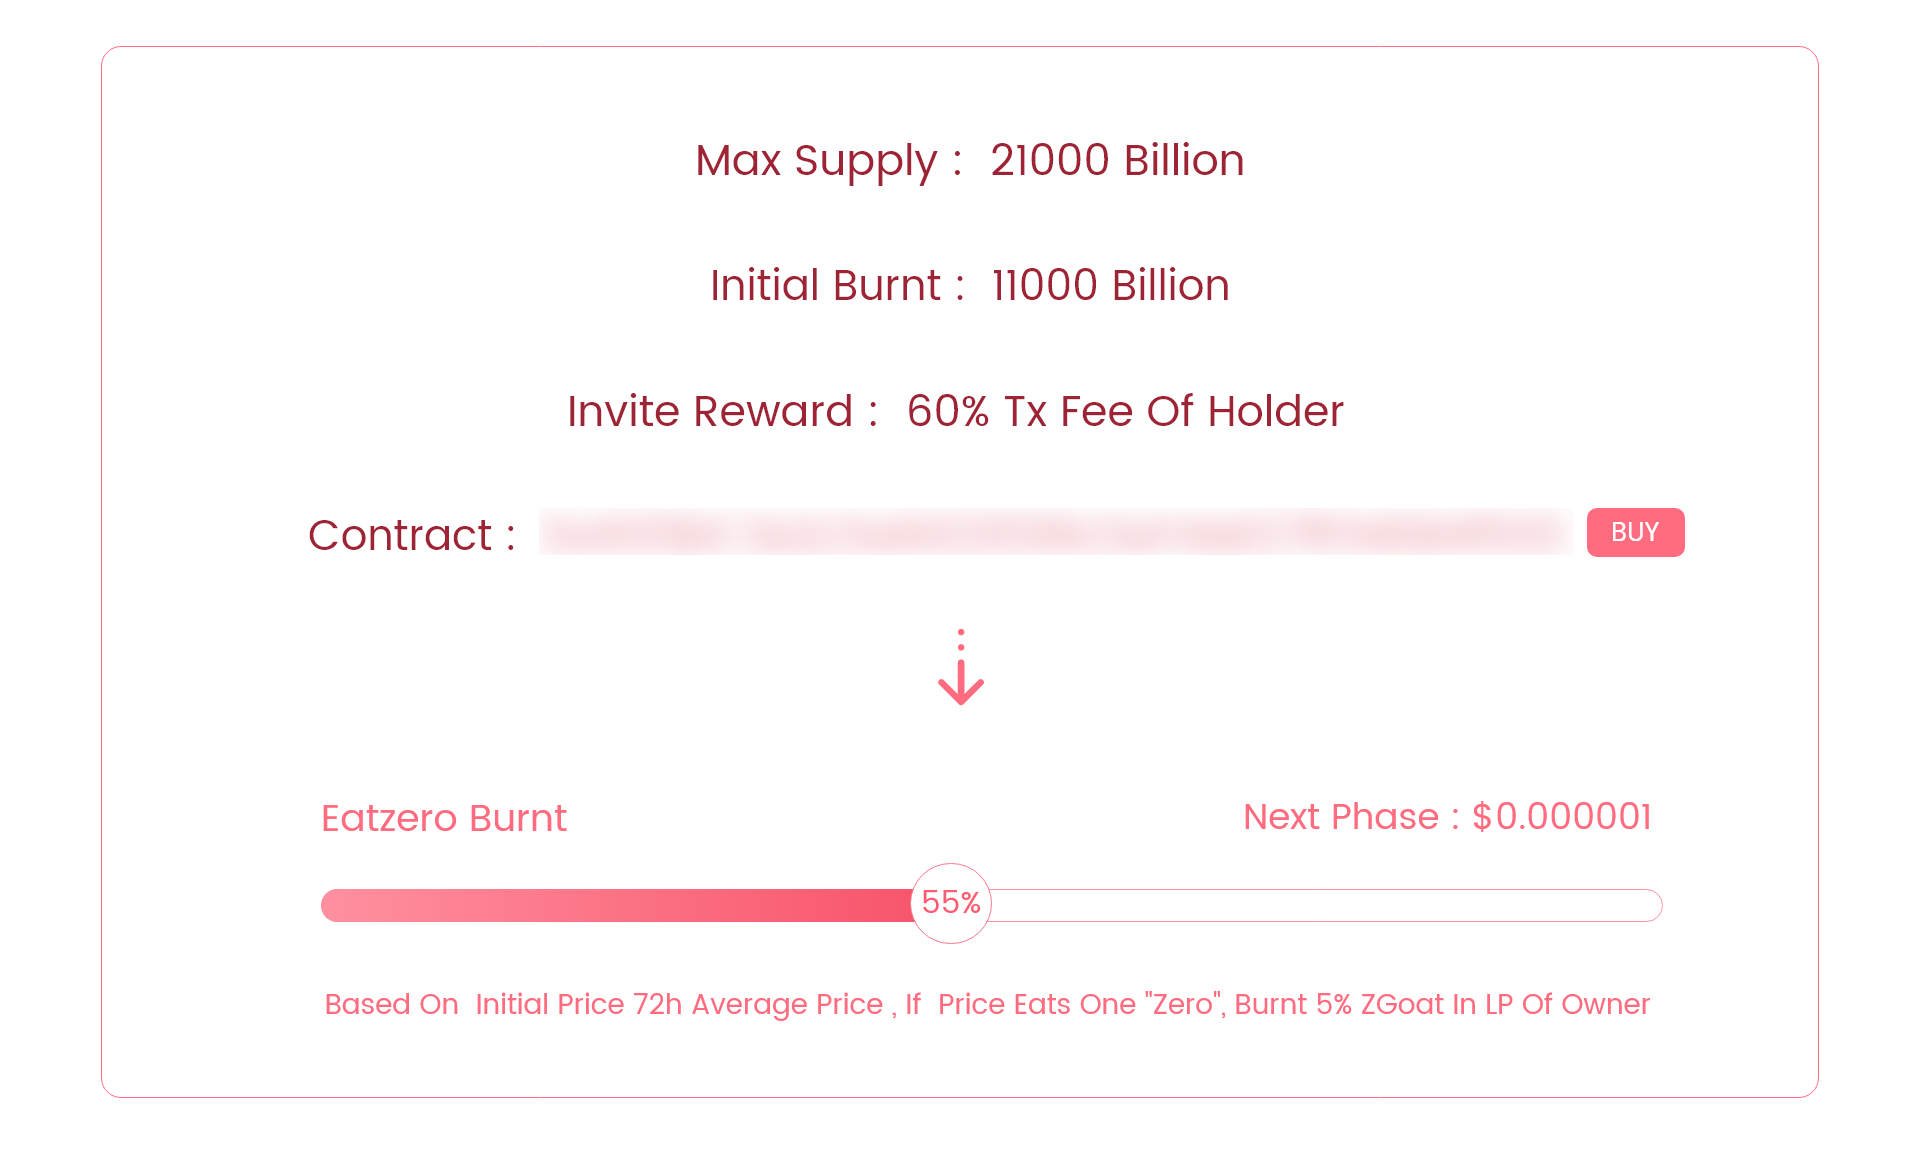 Max Supply : 21000 Billion
Initial Burnt : 11000 Billion
Invite Reward : 60% Tx Fee Of Holder
Contract : BUY
Eatzero Burnt Next Phase : $0.000001
55%
Based On Initial Price 72h Average Price , If Price Eats One "Zero", Burnt 5% ZGoat In LP Of Owner